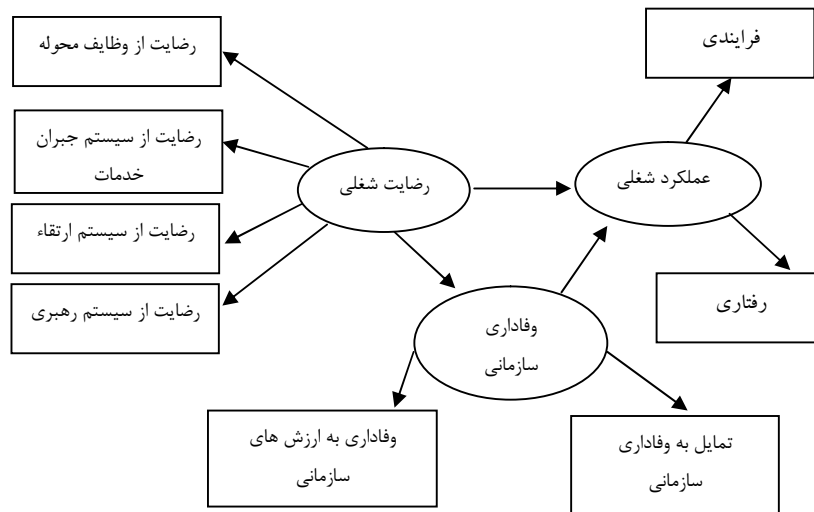 رضایت از وظایف محوله
فرایندی
رضایت از سیستم جبران
خدمات
رضایت شغلی
عملکرد شغلی
رضایت از سیستم ارتقاء
رضایت از سیستم رهبری
رفتاری
وفاداری
سازمانی
وفاداری به ارزش های
سازمانی
تمایل به وفاداری
سازمانی